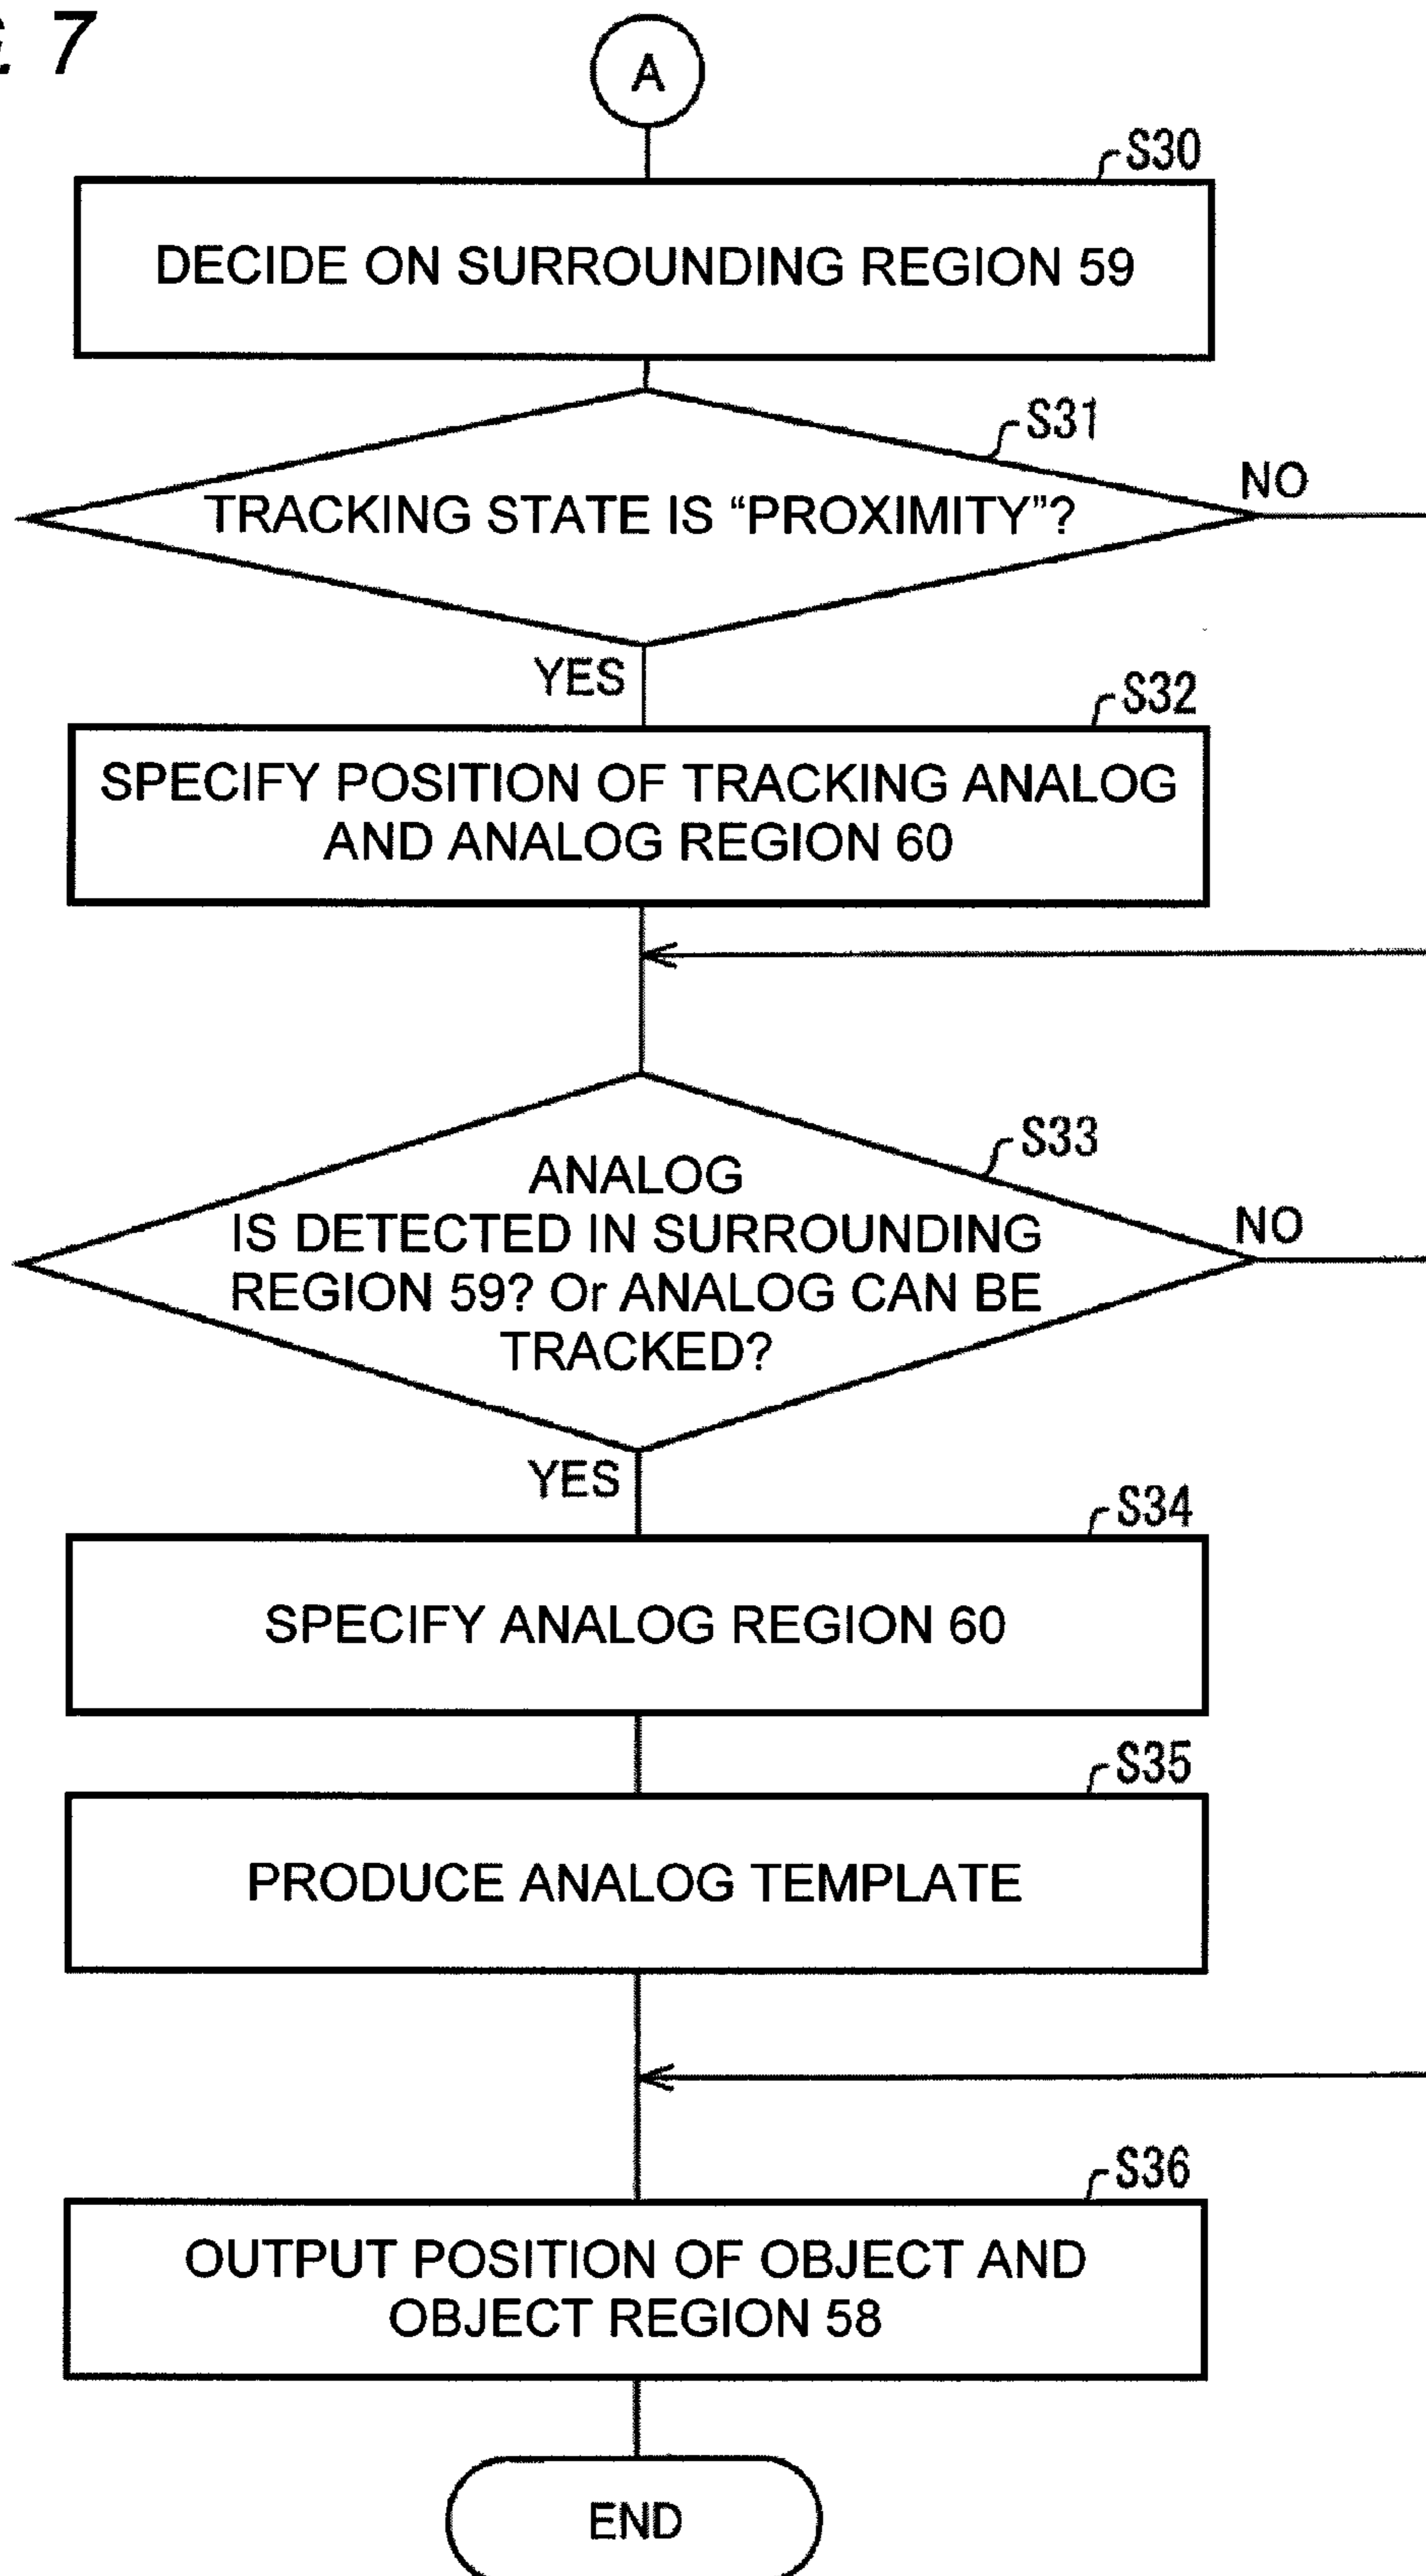 . 7
A
S30
DECIDE ON SURROUNDING REGION 59
S31
TRACKING STATE IS “PROXIMITY”?
NO
YES
S32
SPECIFY POSITION OF TRACKING ANALOG
AND ANALOG REGION 60
S33
ANALOG
IS DETECTED IN SURROUNDING
REGION 59? Or ANALOG CAN BE
TRACKED?
NO
YES
S34
SPECIFY ANALOG REGION 60
S35
PRODUCE ANALOG TEMPLATE
S36
OUTPUT POSITION OF OBJECT AND
OBJECT REGION 58
END